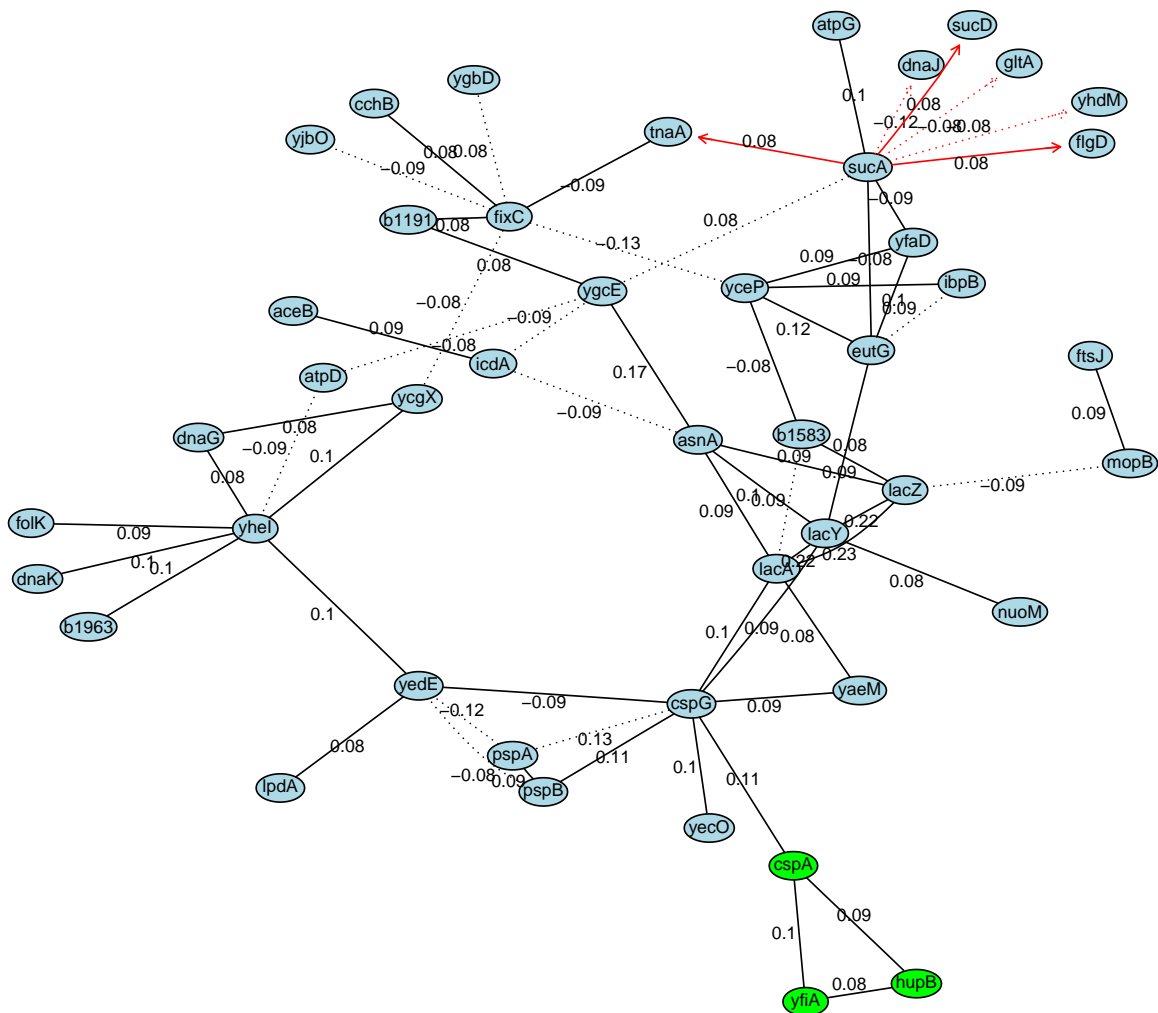 atpG
sucD
dnaJ
gltA
ygbD
cchB
yhdM
yjbO
tnaA
flgD
sucA
0.1
0.08
−0.12
−0.08
−0.08
0.08
0.08
0.08
0.08
−0.09
−0.09
−0.09
b1191
fixC
0.08
0.08
−0.13
0.08
yfaD
0.09
−0.08
ygcE
yceP
0.09
ibpB
aceB
−0.08
−0.09
0.1
0.09
0.09
−0.08
icdA
0.12
eutG
ftsJ
atpD
ycgX
0.17
−0.08
−0.09
0.09
dnaG
0.08
−0.09
asnA
b1583
0.08
mopB
0.08
0.1
0.09
0.09
−0.09
lacZ
folK
0.09
yheI
0.09
0.1
0.09
0.22
lacY
dnaK
0.1
0.1
lacA
0.22
0.23
0.08
b1963
0.1
nuoM
0.1
0.09
0.08
yedE
−0.09
cspG
0.09
yaeM
−0.12
0.13
0.08
pspA
0.11
0.1
0.11
lpdA
−0.08
0.09
pspB
yecO
cspA
0.09
0.1
0.08
hupB
yfiA